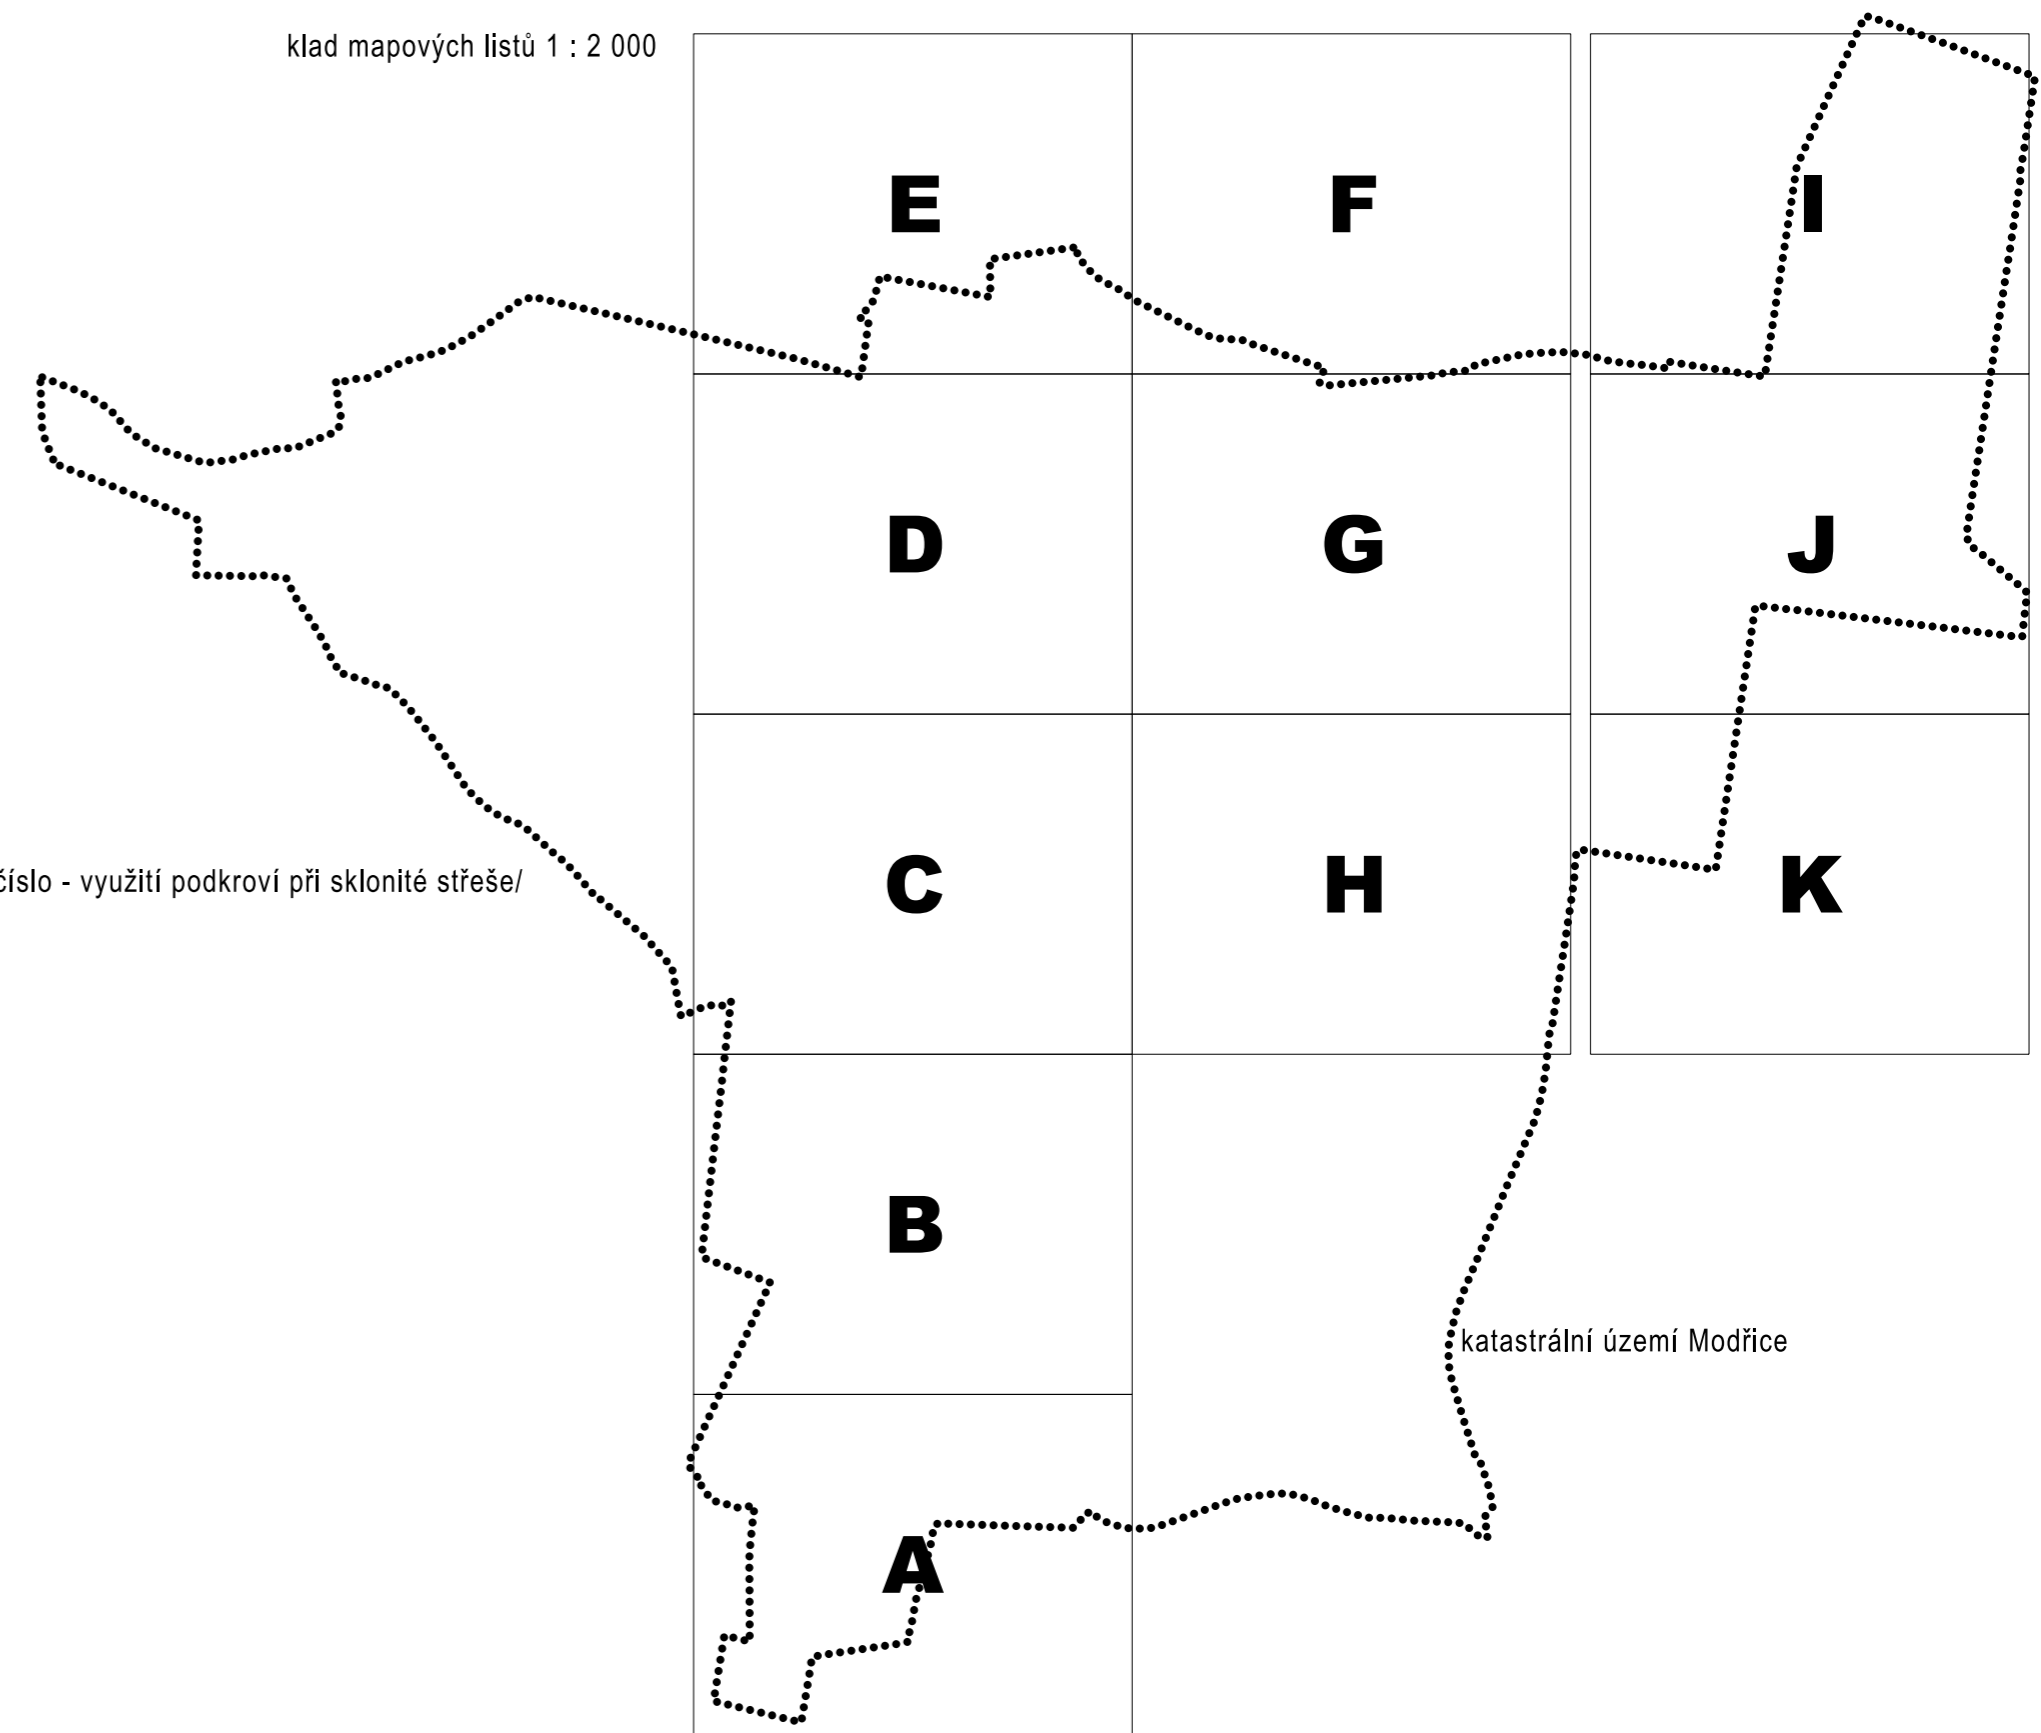 klad mapových listů 1 : 2 000
E F I
D G J
C H K
číslo - využití podkroví při sklonité střeše/
B
katastrální území Modřice
A